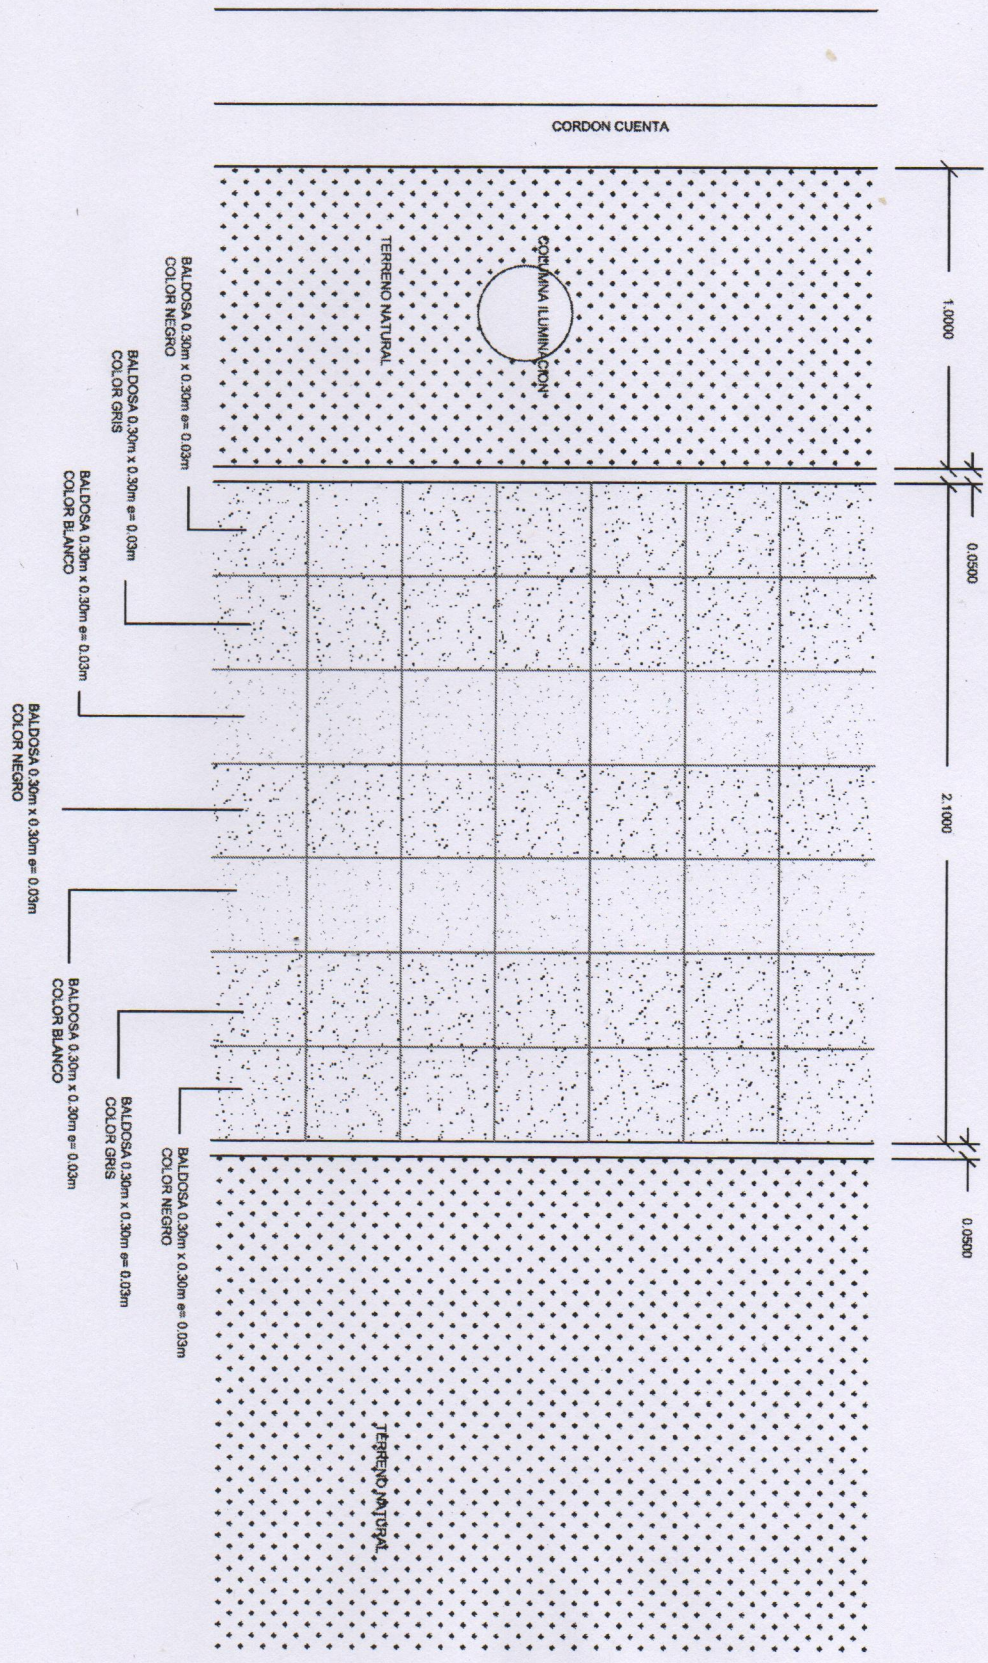 CORDON CUENTA
1.0000
COLUMNA ILUMINACION
TERRENO NATURAL
0.0500
BALDOSA 0.30m x 0.30m e= 0.03m
COLOR NEGRO
BALDOSA 0.30m x 0.30m e= 0.03m
COLOR GRIS
BALDOSA 0.30m x 0.30m e= 0.03m
COLOR BLANCO
BALDOSA 0.30m x 0.30m e= 0.03m
COLOR NEGRO
2.1000
BALDOSA 0.30m x 0.30m e= 0.03m
COLOR BLANCO
BALDOSA 0.30m x 0.30m e= 0.03m
COLOR GRIS
BALDOSA 0.30m x 0.30m e= 0.03m
COLOR NEGRO
0.0500
TERRENO NATURAL